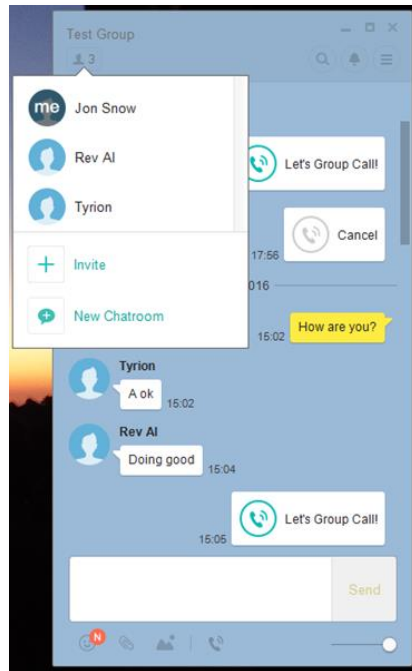 Test Group
3
me Jon Snow
Rev Al
Tyrion
Invite
New Chatroom
Let's Group Call!
Cancel
17:56
016
How are you?
15:02
Tyrion
A ok
15:02
Rev Al
Doing good
15:04
Let's Group Call!
15:05
Send
N